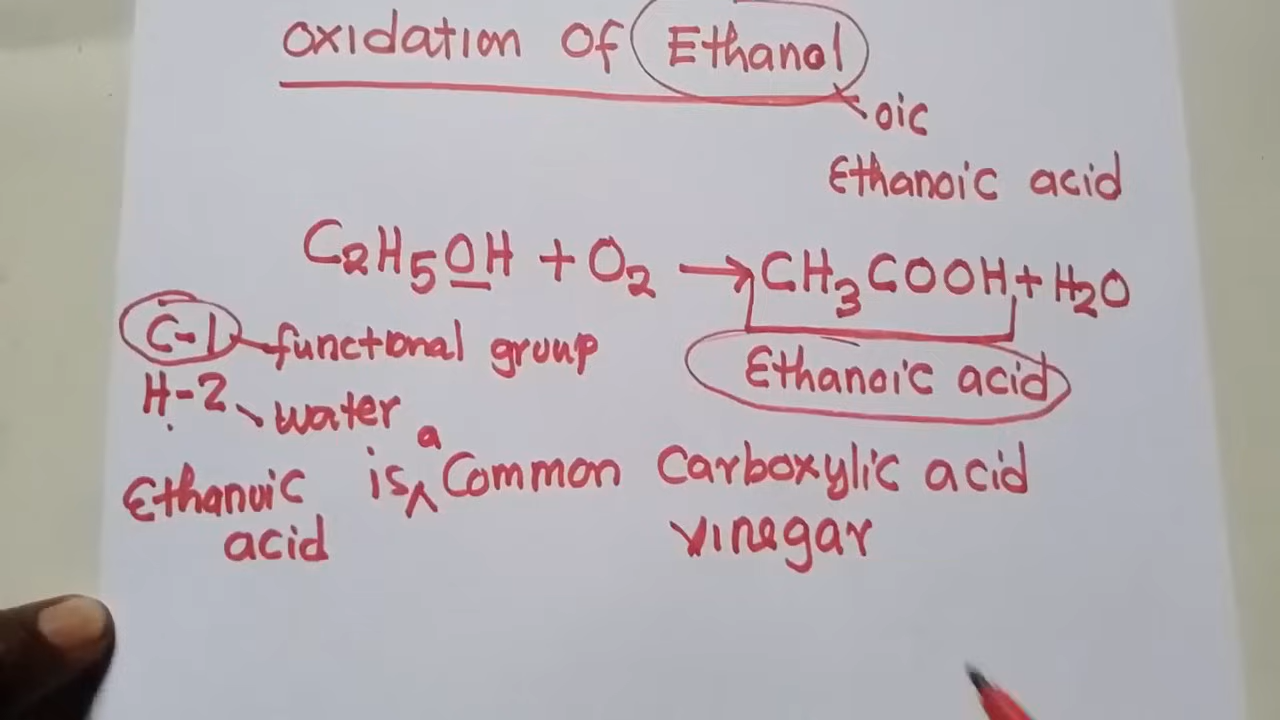 oxidation of Ethanol
oic
Ethanoic acid
C₂H₅OH + O₂ → CH₃COOH + H₂O
C-1 functional group
Ethanoic acid
H-2 water
Ethanoic is a Common Carboxylic acid
acid vinegar